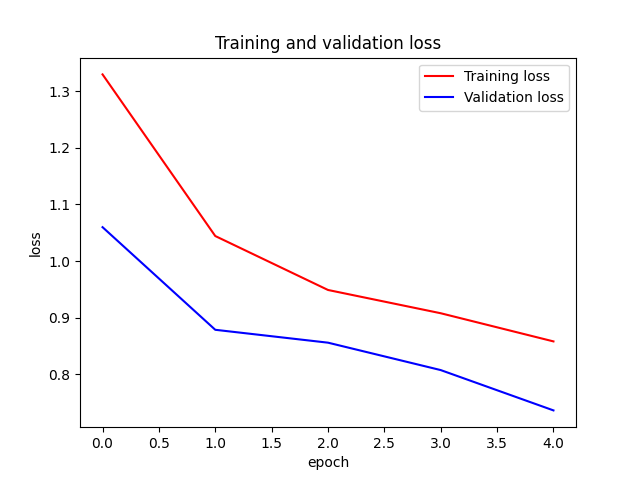 Training and validation loss
Training loss
Validation loss
1.3
1.2
1.1
1.0
0.9
0.8
loss
0.0 0.5 1.0 1.5 2.0 2.5 3.0 3.5 4.0
epoch